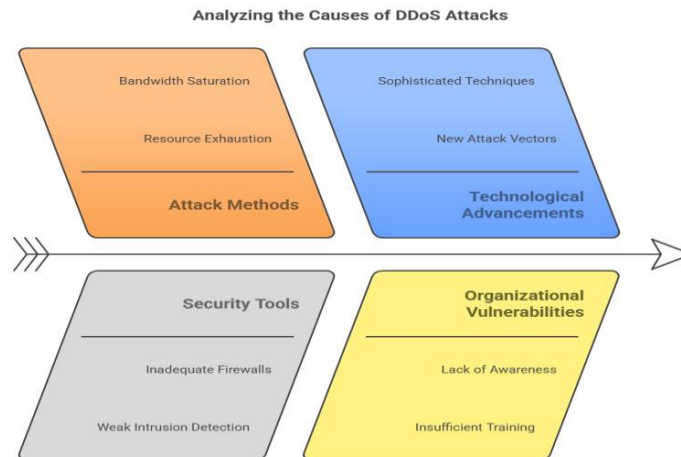 Analyzing the Causes of DDoS Attacks
Bandwidth Saturation
Resource Exhaustion
Attack Methods
Sophisticated Techniques
New Attack Vectors
Technological
Advancements
Security Tools
Inadequate Firewalls
Weak Intrusion Detection
Organizational
Vulnerabilities
Lack of Awareness
Insufficient Training